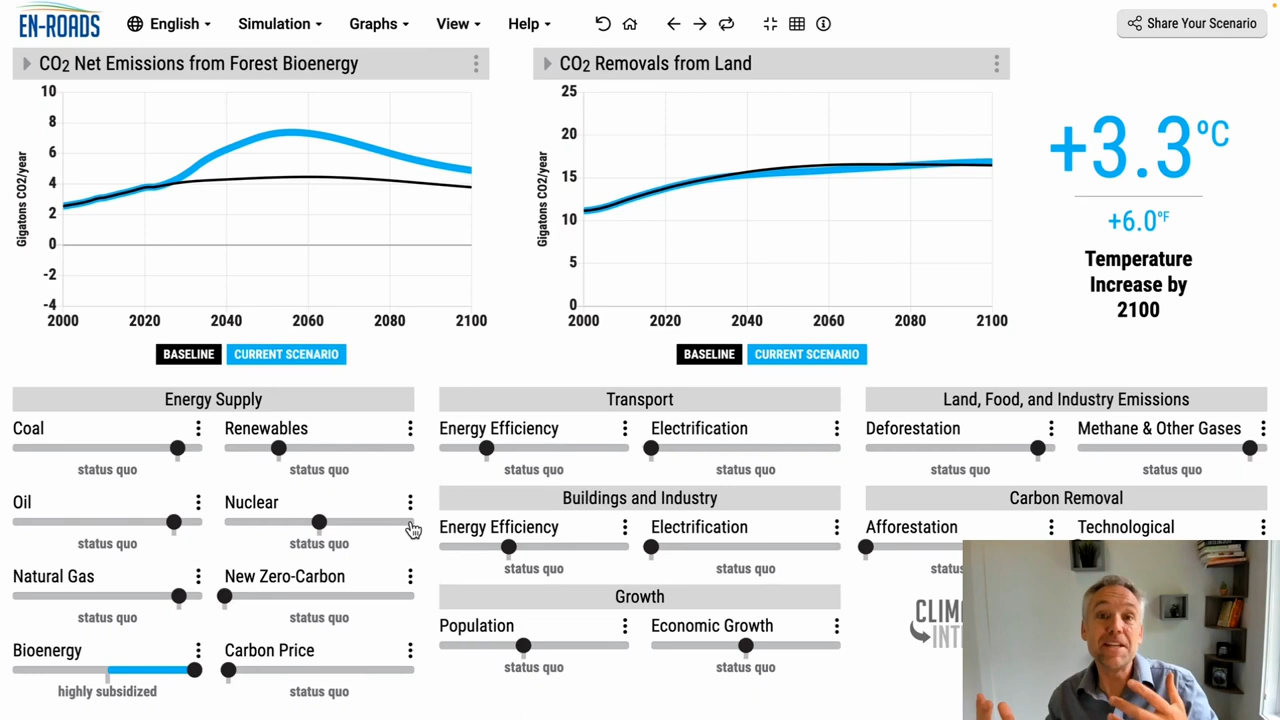 EN-ROADS
English
Simulation
Graphs
View
Help
Share Your Scenario
CO2 Net Emissions from Forest Bioenergy
10
8
6
4
2
0
-2
-4
Gigatons CO2/year
2000
2020
2040
2060
2080
2100
BASELINE
CURRENT SCENARIO
CO2 Removals from Land
25
20
15
10
5
0
Gigatons CO2/year
2000
2020
2040
2060
2080
2100
BASELINE
CURRENT SCENARIO
+3.3ºC
+6.0ºF
Temperature
Increase by
2100
Energy Supply
Coal
status quo
Renewables
status quo
Oil
status quo
Nuclear
status quo
Natural Gas
status quo
New Zero-Carbon
status quo
Bioenergy
highly subsidized
Carbon Price
status quo
Transport
Energy Efficiency
status quo
Electrification
status quo
Buildings and Industry
Energy Efficiency
status quo
Electrification
status quo
Growth
Population
status quo
Economic Growth
status quo
Land, Food, and Industry Emissions
Deforestation
status quo
Methane & Other Gases
status quo
Carbon Removal
Afforestation
Technological